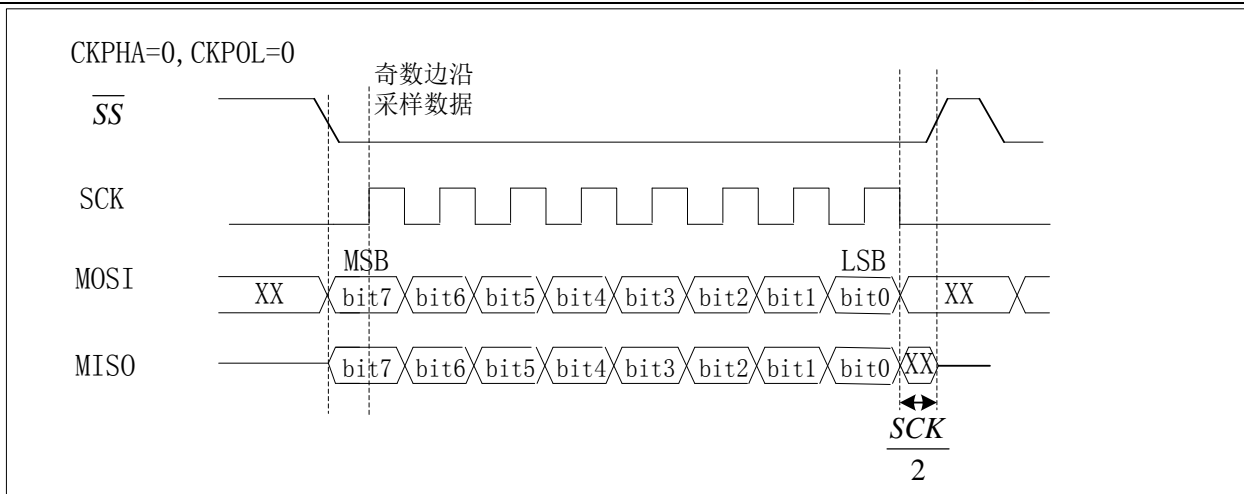 CKPHA=0, CKPOL=0
奇数边沿
采样数据
SS
SCK
MSB LSB
MOSI XX bit7 bit6 bit5 bit4 bit3 bit2 bit1 bit0 XX
MISO bit7 bit6 bit5 bit4 bit3 bit2 bit1 bit0 XX
SCK
2